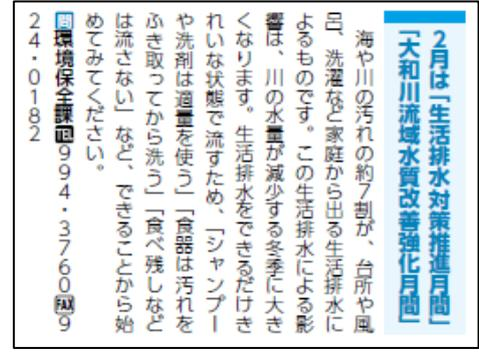 2月は「生活排水対策推進月間」
「大和川流域水質改善強化月間」
海や川の汚れの約7割が、台所や風
呂、洗濯など家庭から出る生活排水に
よるものです。この生活排水による影
響は、川の水量が減少する冬季に大き
くなります。生活排水をできるだけき
れいな状態で流すため、「シャンプー
や洗剤は適量を使う」「食器は汚れを
ふき取ってから洗う」「食べ残しなど
は流さない」など、できることから始
めてみてください。
問環境保全課TEL994・3760FAX9
24・0182